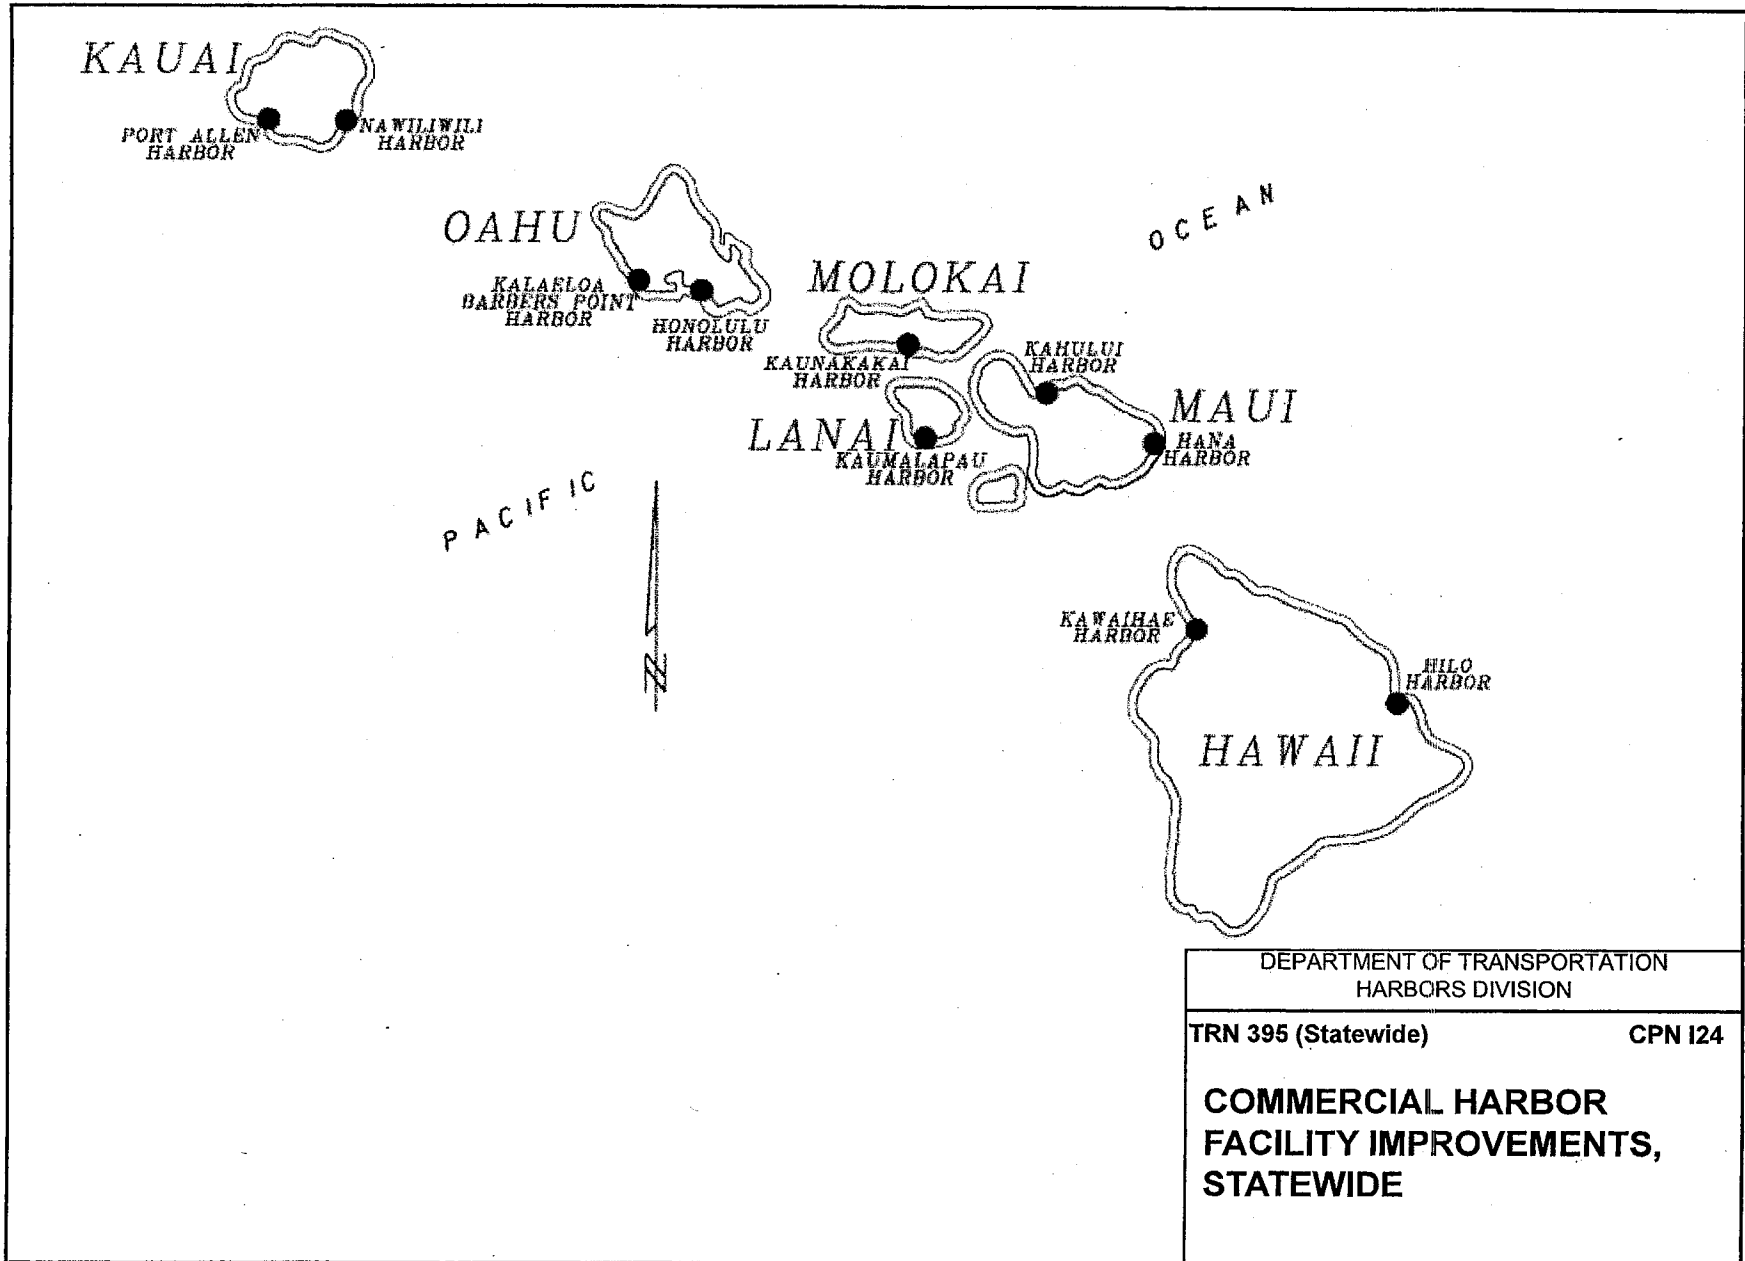 KAUAI
PORT ALLEN
HARBOR
NAWILIWILI
HARBOR
OAHU
KALAELOA
BARBERS POINT
HARBOR
HONOLULU
HARBOR
MOLOKAI
KAUNAKAKAI
HARBOR
OCEAN
KAHULUI
HARBOR
MAUI
HANA
HARBOR
LANAI
KAUMALAPAU
HARBOR
PACIFIC
N
KAWAIHAE
HARBOR
HILO
HARBOR
HAWAII
DEPARTMENT OF TRANSPORTATION
HARBORS DIVISION
TRN 395 (Statewide) CPN I24
COMMERCIAL HARBOR
FACILITY IMPROVEMENTS,
STATEWIDE